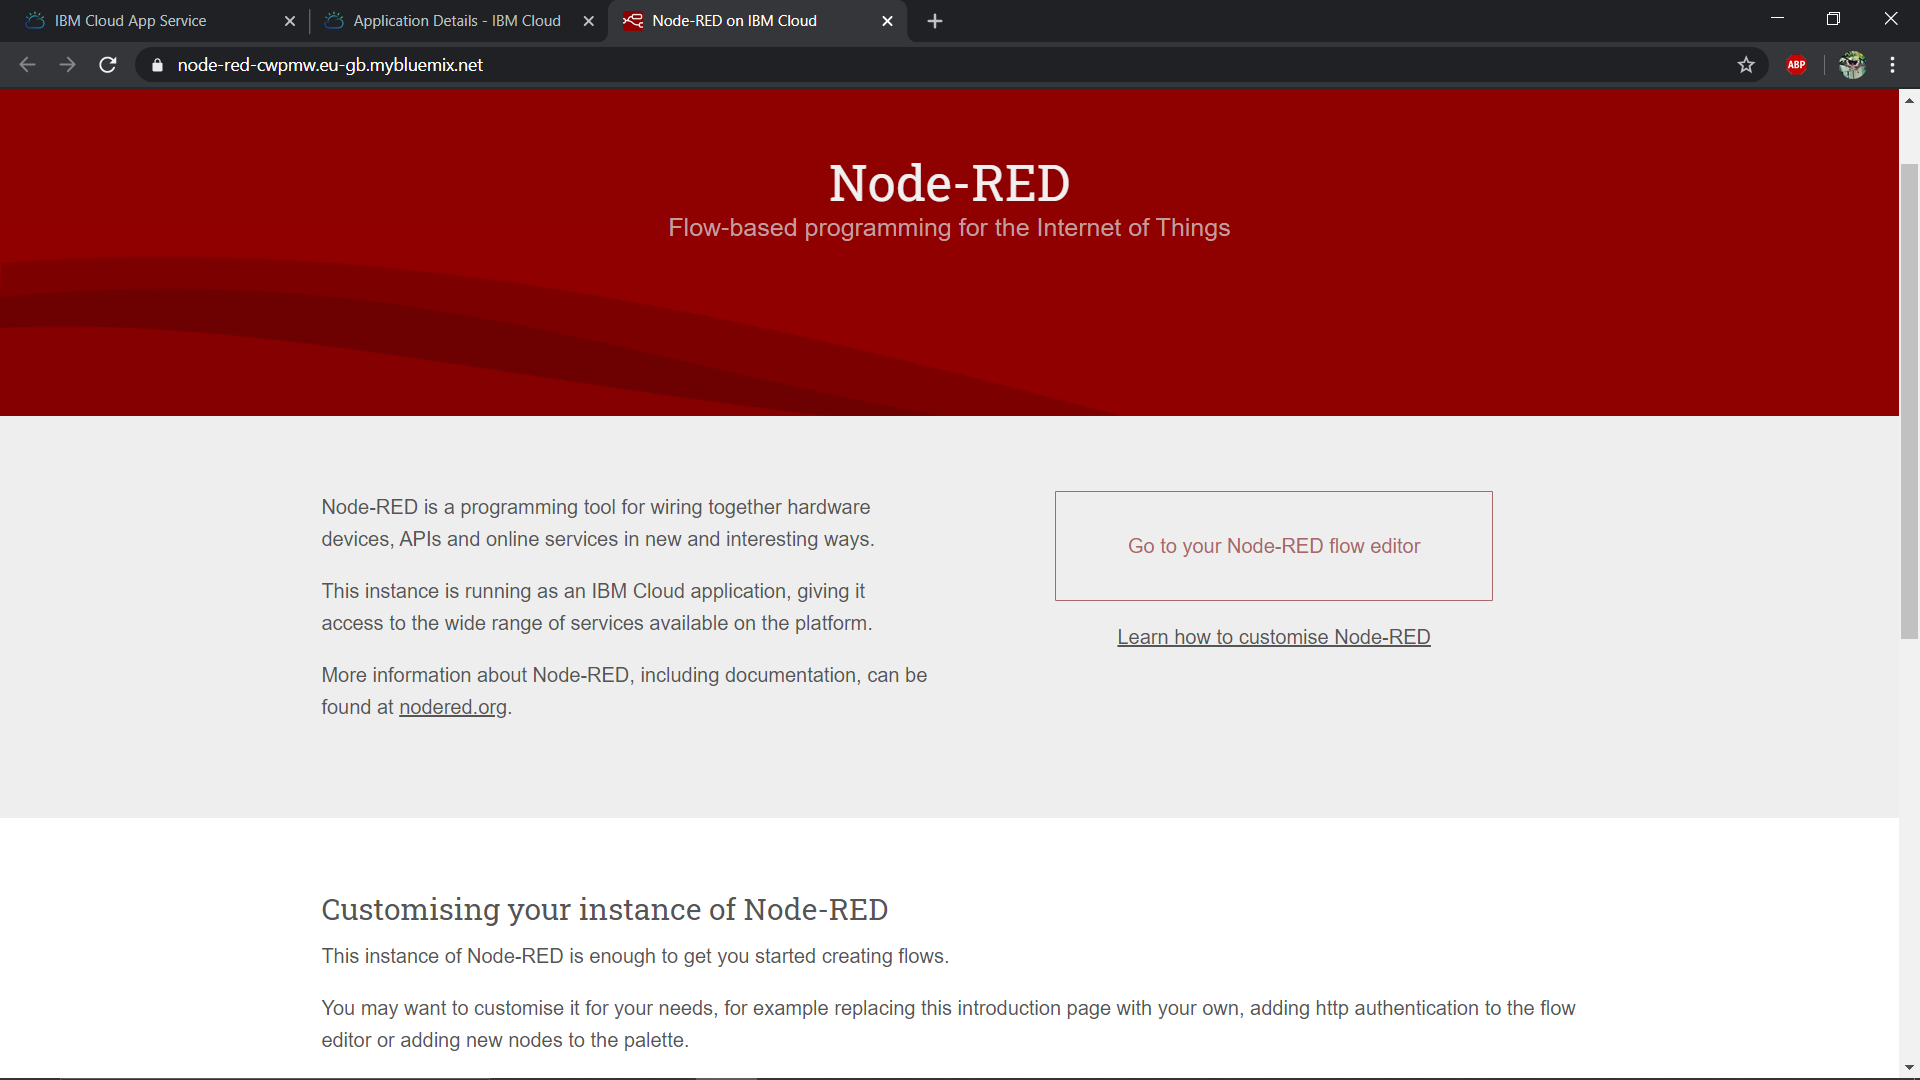 IBM Cloud App Service
Application Details - IBM Cloud
Node-RED on IBM Cloud
node-red-cwpmw.eu-gb.mybluemix.net
ABP
Node-RED
Flow-based programming for the Internet of Things
Node-RED is a programming tool for wiring together hardware
devices, APIs and online services in new and interesting ways.
This instance is running as an IBM Cloud application, giving it
access to the wide range of services available on the platform.
More information about Node-RED, including documentation, can be
found at nodered.org.
Go to your Node-RED flow editor
Learn how to customise Node-RED
Customising your instance of Node-RED
This instance of Node-RED is enough to get you started creating flows.
You may want to customise it for your needs, for example replacing this introduction page with your own, adding http authentication to the flow
editor or adding new nodes to the palette.